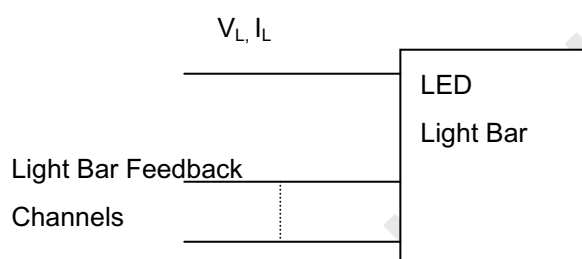 V_L, I_L
LED
Light Bar
Light Bar Feedback
Channels